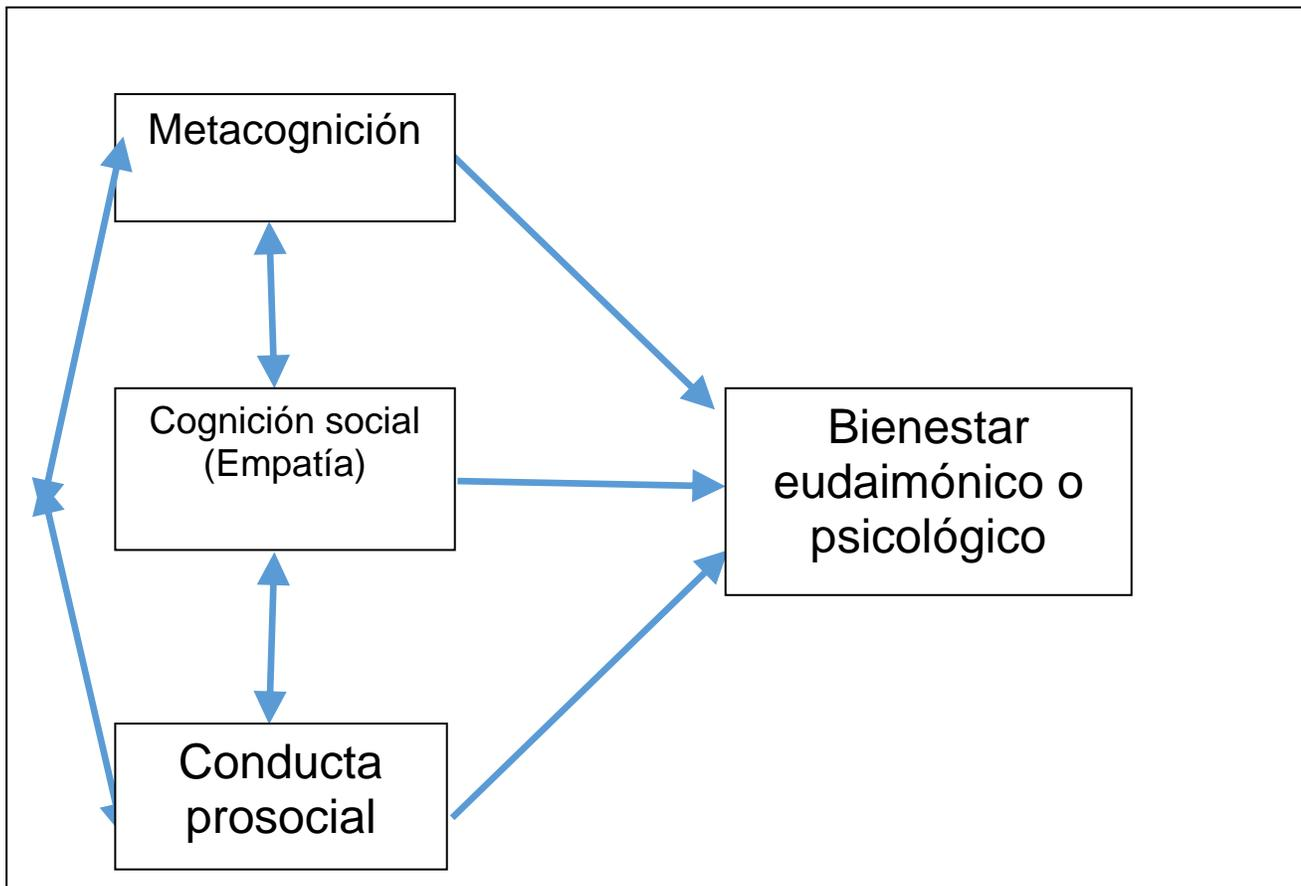 Metacognición
Cognición social
(Empatía)
Bienestar
eudaimónico o
psicológico
Conducta
prosocial